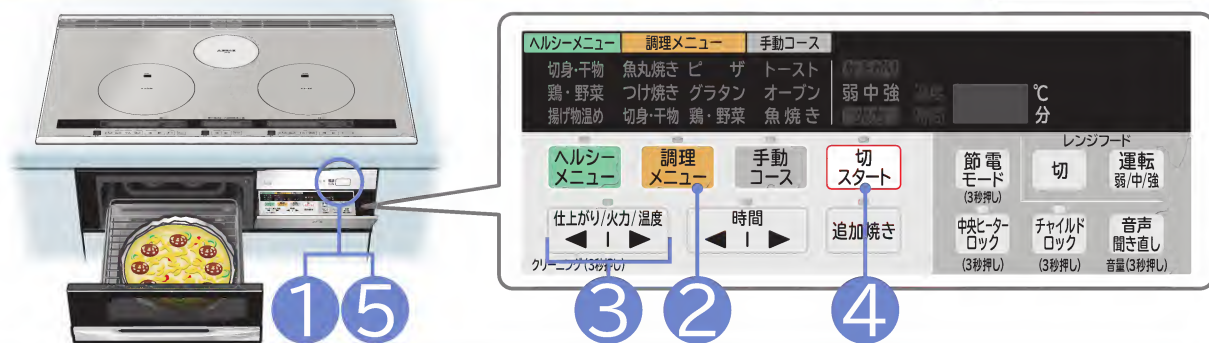 ヘルシーメニュー 調理メニュー 手動コース
切身・干物 魚丸焼き ピザ トースト
鶏・野菜 つけ焼き グラタン オーブン 弱 中 強 ℃
揚げ物温め 切身・干物 鶏・野菜 魚焼き 分
レンジフード
ヘルシー
メニュー
調理
メニュー
手動
コース
切
スタート
節電
モード
(3秒押し)
切
運転
弱/中/強
仕上がり/火力/温度
◀ I ▶
クリーニング(3秒押し)
時間
◀ I ▶
追加焼き
中央ヒーター
ロック
(3秒押し)
チャイルド
ロック
(3秒押し)
音声
聞き直し
音量(3秒押し)
1 5
3 2 4